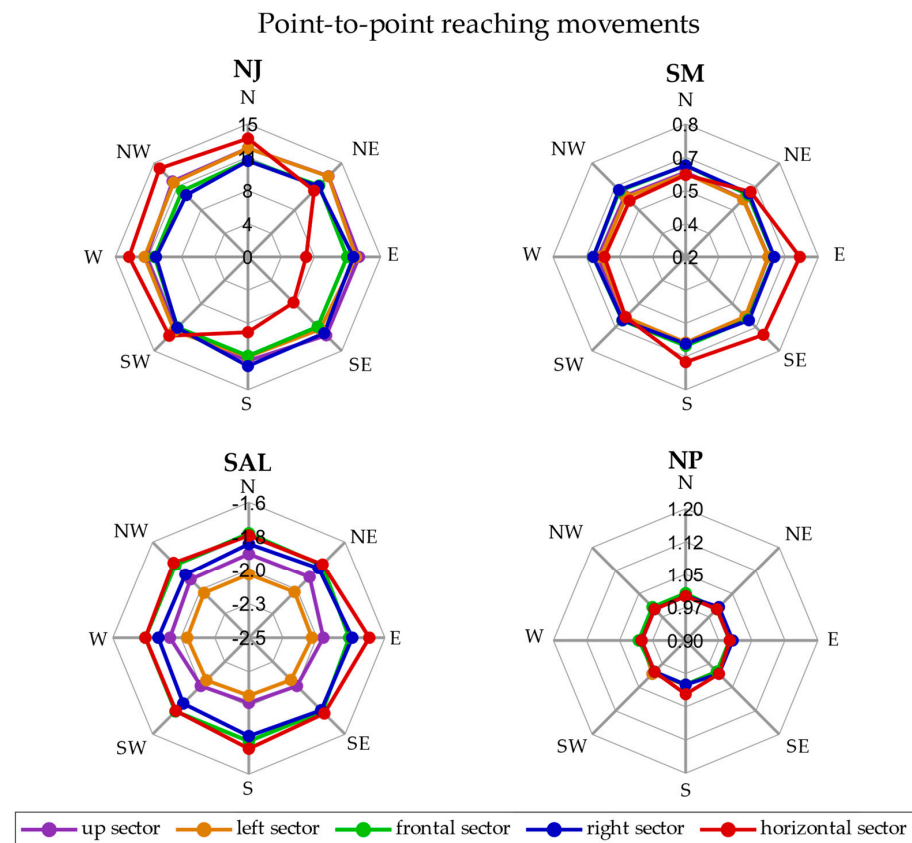 Point-to-point reaching movements
NJ
N
15
NW
NE
8
4
W
0
E
SW
SE
S
SM
N
0.8
NW
0.7
NE
0.5
0.4
W
0.2
E
SW
SE
S
SAL
N
-1.6
NW
-1.8
NE
-2.0
-2.3
W
-2.5
E
SW
SE
S
NP
N
1.20
NW
1.12
NE
1.05
0.97
W
0.90
E
SW
SE
S
up sector left sector frontal sector right sector horizontal sector